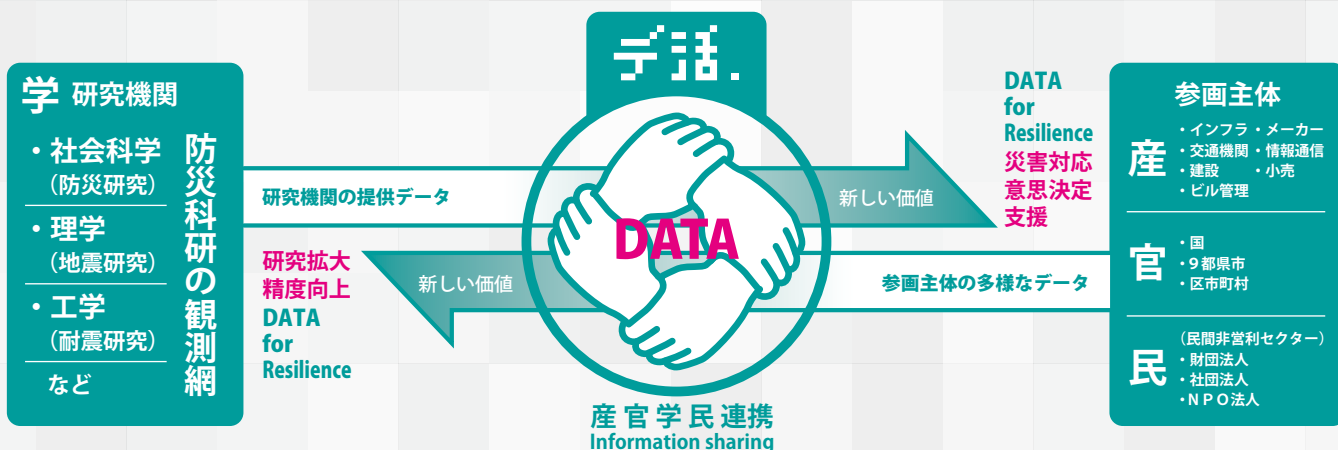 デ活.
学 研究機関
・社会科学
（防災研究）
・理学
（地震研究）
・工学
（耐震研究）
など
防災科研の観測網
研究機関の提供データ
新しい価値
DATA
for
Resilience
災害対応
意思決定
支援
DATA
研究拡大
精度向上
DATA
for
Resilience
新しい価値
参画主体の多様なデータ
産官学民連携
Information sharing
参画主体
産
・インフラ・メーカー
・交通機関・情報通信
・建設　・小売
・ビル管理
官
・国
・9都県市
・区市町村
民
（民間非営利セクター）
・財団法人
・社団法人
・NPO法人